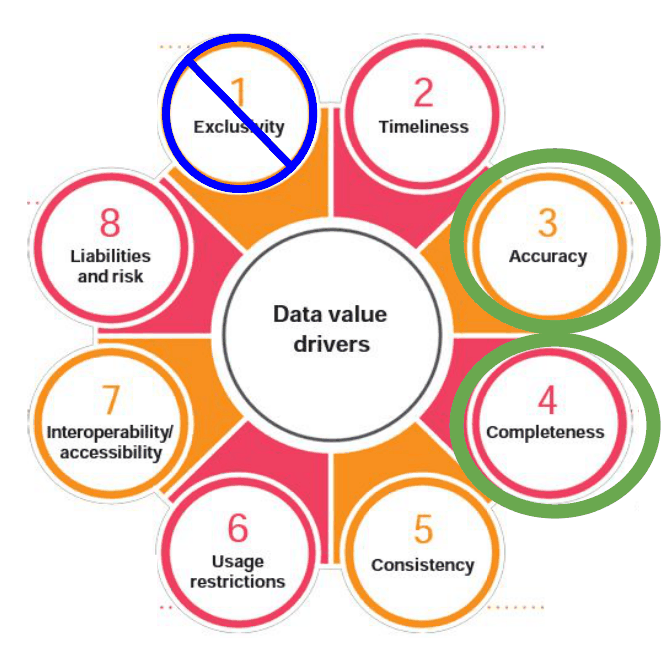 1
Exclusivity
2
Timeliness
3
Accuracy
4
Completeness
5
Consistency
6
Usage
restrictions
7
Interoperability/
accessibility
8
Liabilities
and risk
Data value
drivers